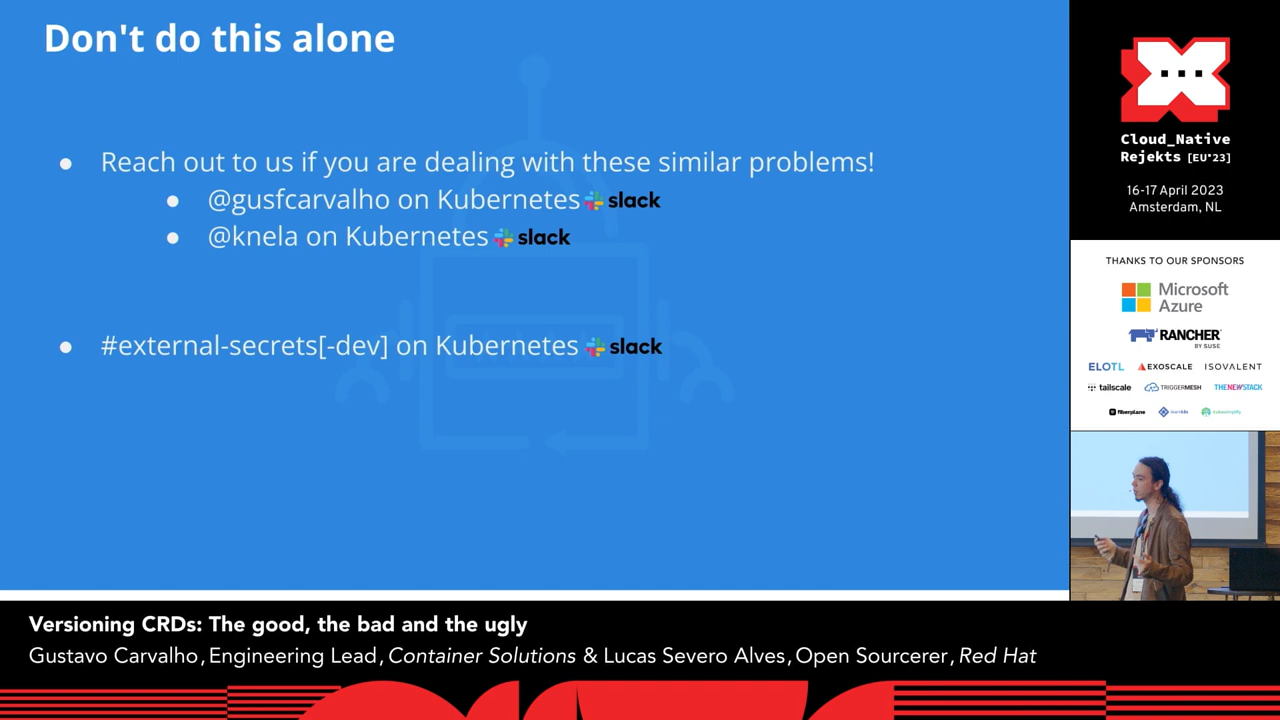 Don't do this alone
● Reach out to us if you are dealing with these similar problems!
● @gusfcarvalho on Kubernetes slack
● @knela on Kubernetes slack
● #external-secrets[-dev] on Kubernetes slack
Cloud_Native
Rejekts [EU*23]
16-17 April 2023
Amsterdam, NL
THANKS TO OUR SPONSORS
Microsoft
Azure
RANCHER
BY SUSE
ELOTL EXOSCALE ISOVALENT
tailscale TRIGGERMESH THENEWSTACK
fiberplane kubesimplify
Versioning CRDs: The good, the bad and the ugly
Gustavo Carvalho, Engineering Lead, Container Solutions & Lucas Severo Alves, Open Sourcerer, Red Hat